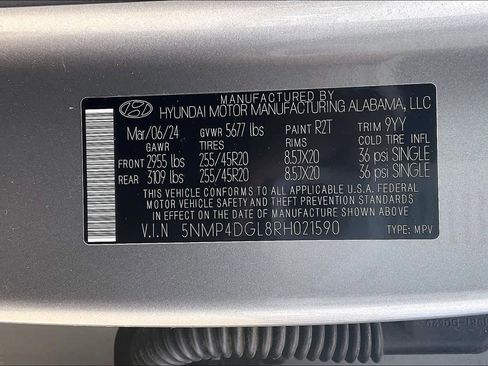 MANUFACTURED BY
HYUNDAI MOTOR MANUFACTURING ALABAMA, LLC
Mar/06/24 GVWR 5677 lbs PAINT R2T TRIM 9YY
GAWR TIRES RIMS COLD TIRE INFL
FRONT 2955 lbs 255/45R20 8.5JX20 36 psi SINGLE
REAR 3109 lbs 255/45R20 8.5JX20 36 psi SINGLE
THIS VEHICLE CONFORMS TO ALL APPLICABLE U.S.A. FEDERAL
MOTOR VEHICLE SAFETY, BUMPER, AND THEFT PREVENTION STANDARDS
IN EFFECT ON THE DATE OF MANUFACTURE SHOWN ABOVE.
V.I.N 5NMP4DGL8RH021590 TYPE: MPV